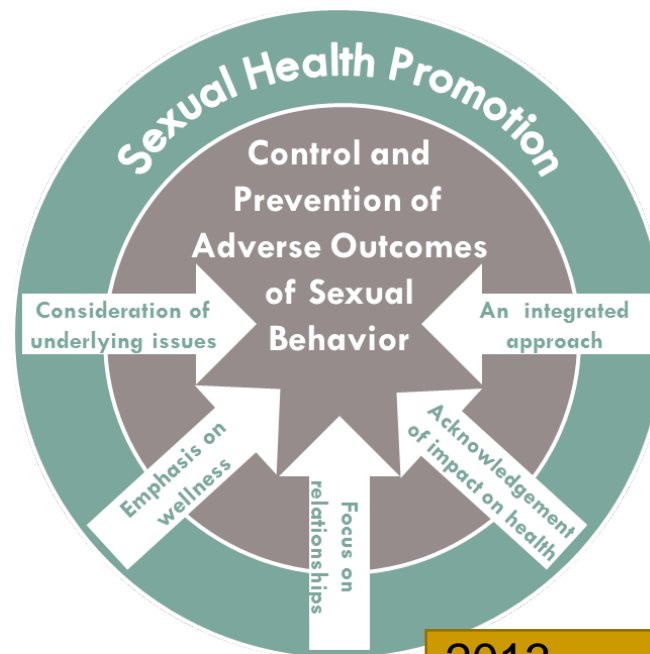 Sexual Health Promotion
Control and
Prevention of
Adverse Outcomes
of Sexual
Behavior
Consideration of
underlying issues
An integrated
approach
Emphasis on
wellness
Focus on
relationships
Acknowledgement
of impact on health